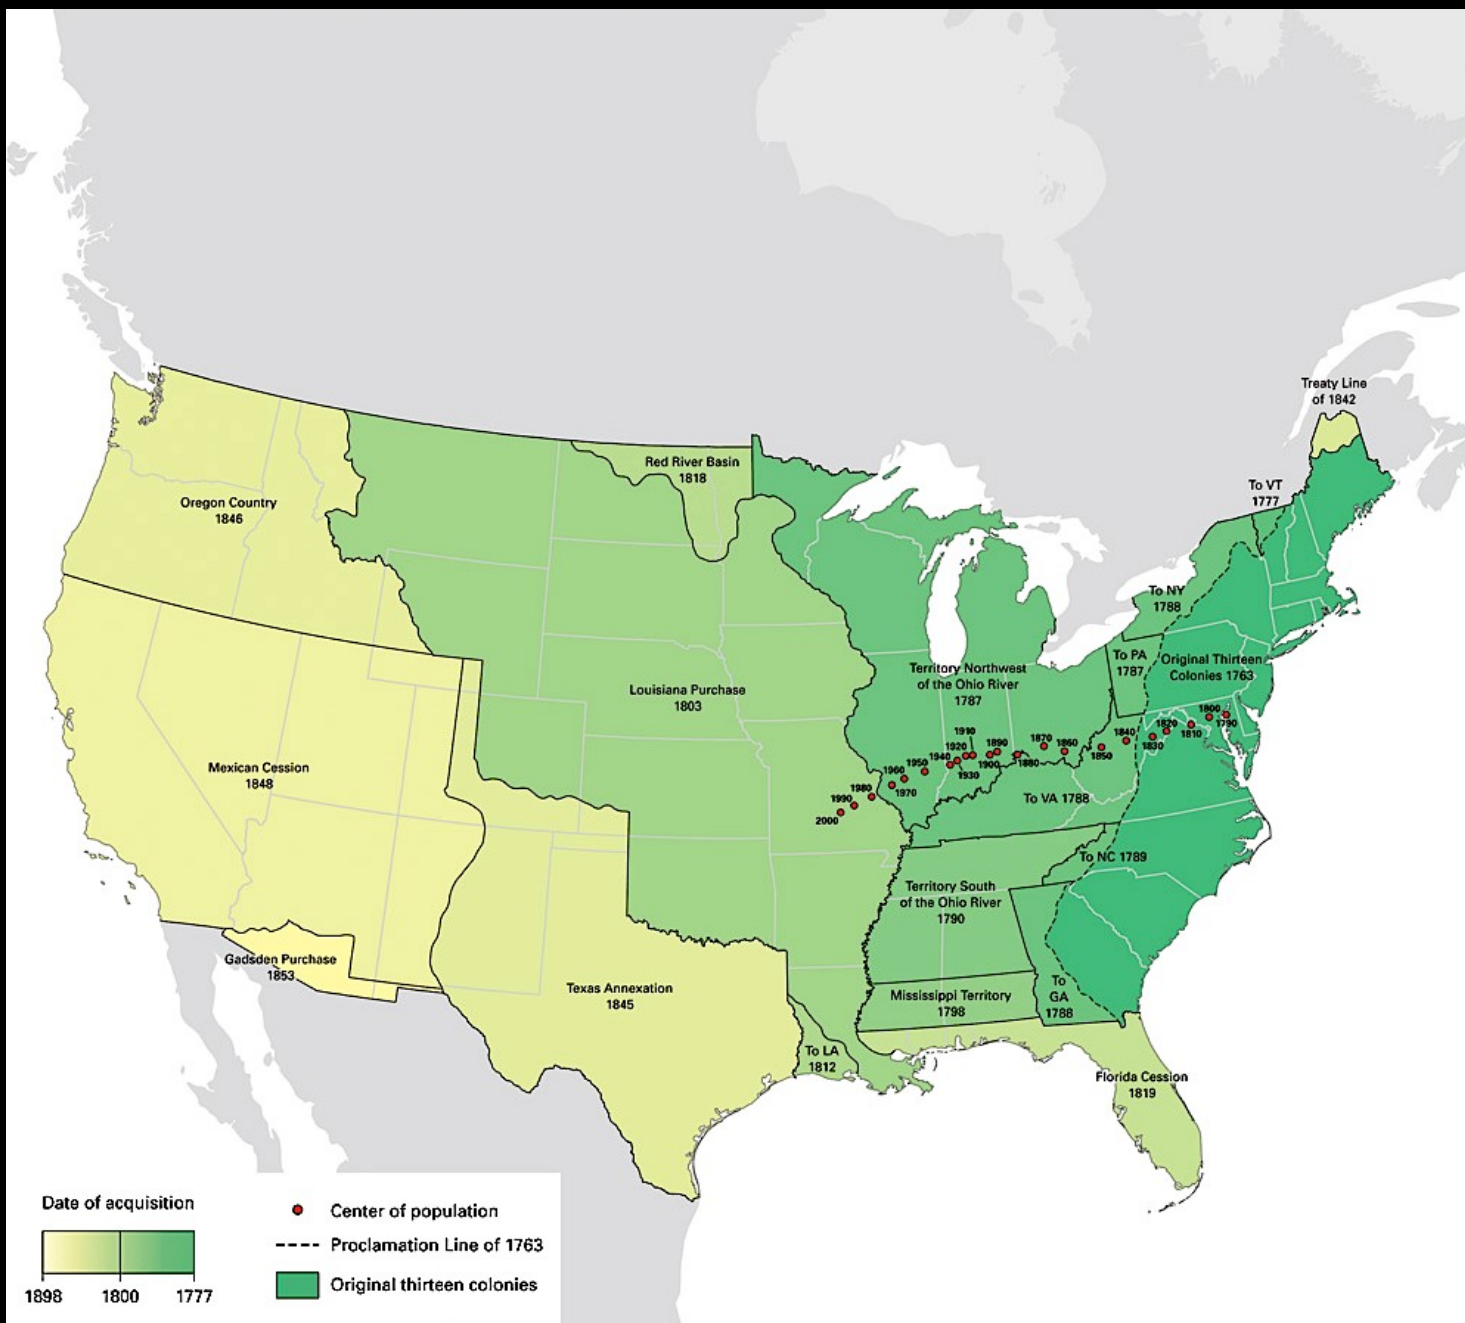 Treaty Line
of 1842
Red River Basin
1818
To VT
1777
Oregon Country
1846
To NY
1788
To PA
1787
Original Thirteen
Colonies 1763
Territory Northwest
of the Ohio River
1787
Louisiana Purchase
1803
1800
1790
1820
1810
1840
1830
1870
1860
1850
1910
1890
1920
1880
1940
1900
1930
1950
1960
1970
1980
1990
2000
Mexican Cession
1848
To VA 1788
To NC 1789
Territory South
of the Ohio River
1790
Gadsden Purchase
1853
Texas Annexation
1845
Mississippi Territory
1798
To
GA
1788
To LA
1812
Florida Cession
1819
Date of acquisition
1898 1800 1777
Center of population
Proclamation Line of 1763
Original thirteen colonies